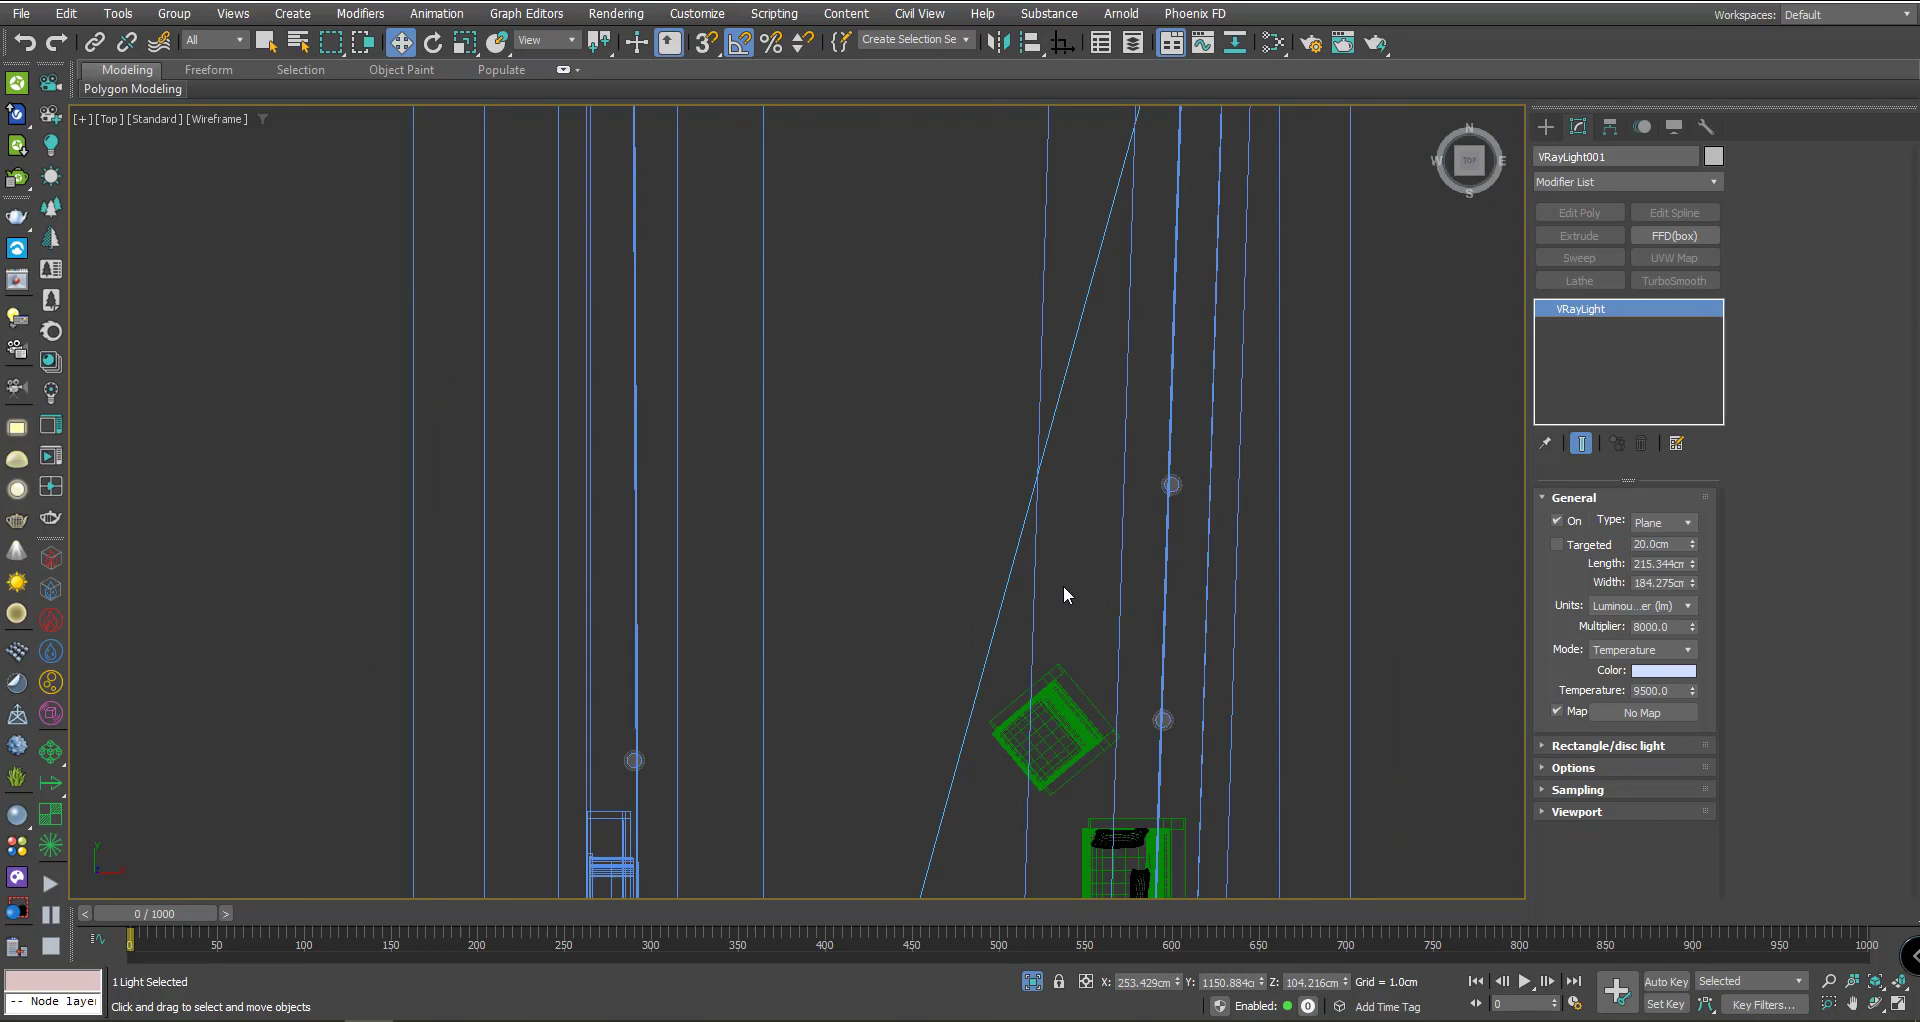 File Edit Tools Group Views Create Modifiers Animation Graph Editors Rendering Customize Scripting Content Civil View Help Substance Arnold Phoenix FD Workspaces: Default
All View Create Selection Se
Modeling Freeform Selection Object Paint Populate
Polygon Modeling
[+] [Top] [Standard] [Wireframe]
N
W TOP E
S
VRayLight001
Modifier List
Edit Poly Edit Spline
Extrude FFD(box)
Sweep UVW Map
Lathe TurboSmooth
VRayLight
General
On Type: Plane
Targeted 20.0cm
Length: 215.344cm
Width: 184.275cm
Units: Luminou...er (lm)
Multiplier: 8000.0
Mode: Temperature
Color:
Temperature: 9500.0
Map No Map
Rectangle/disc light
Options
Sampling
Viewport
< 0 / 1000 >
0 50 100 150 200 250 300 350 400 450 500 550 600 650 700 750 800 850 900 950 1000
1 Light Selected X: 253.429cm Y: 1150.884c Z: 104.216cm Grid = 1.0cm Auto Key Selected
-- Node layer Click and drag to select and move objects Enabled: 0 Add Time Tag 0 Set Key Key Filters...